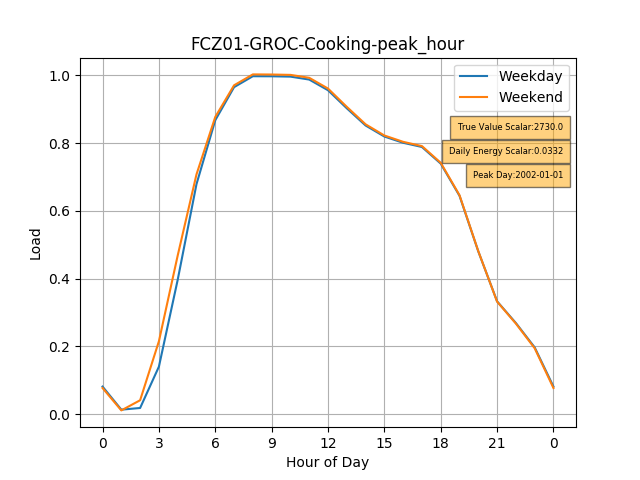 FCZ01-GROC-Cooking-peak_hour
Weekday
Weekend
True Value Scalar:2730.0
Daily Energy Scalar:0.0332
Peak Day:2002-01-01
Load
1.0
0.8
0.6
0.4
0.2
0.0
0 3 6 9 12 15 18 21 0
Hour of Day